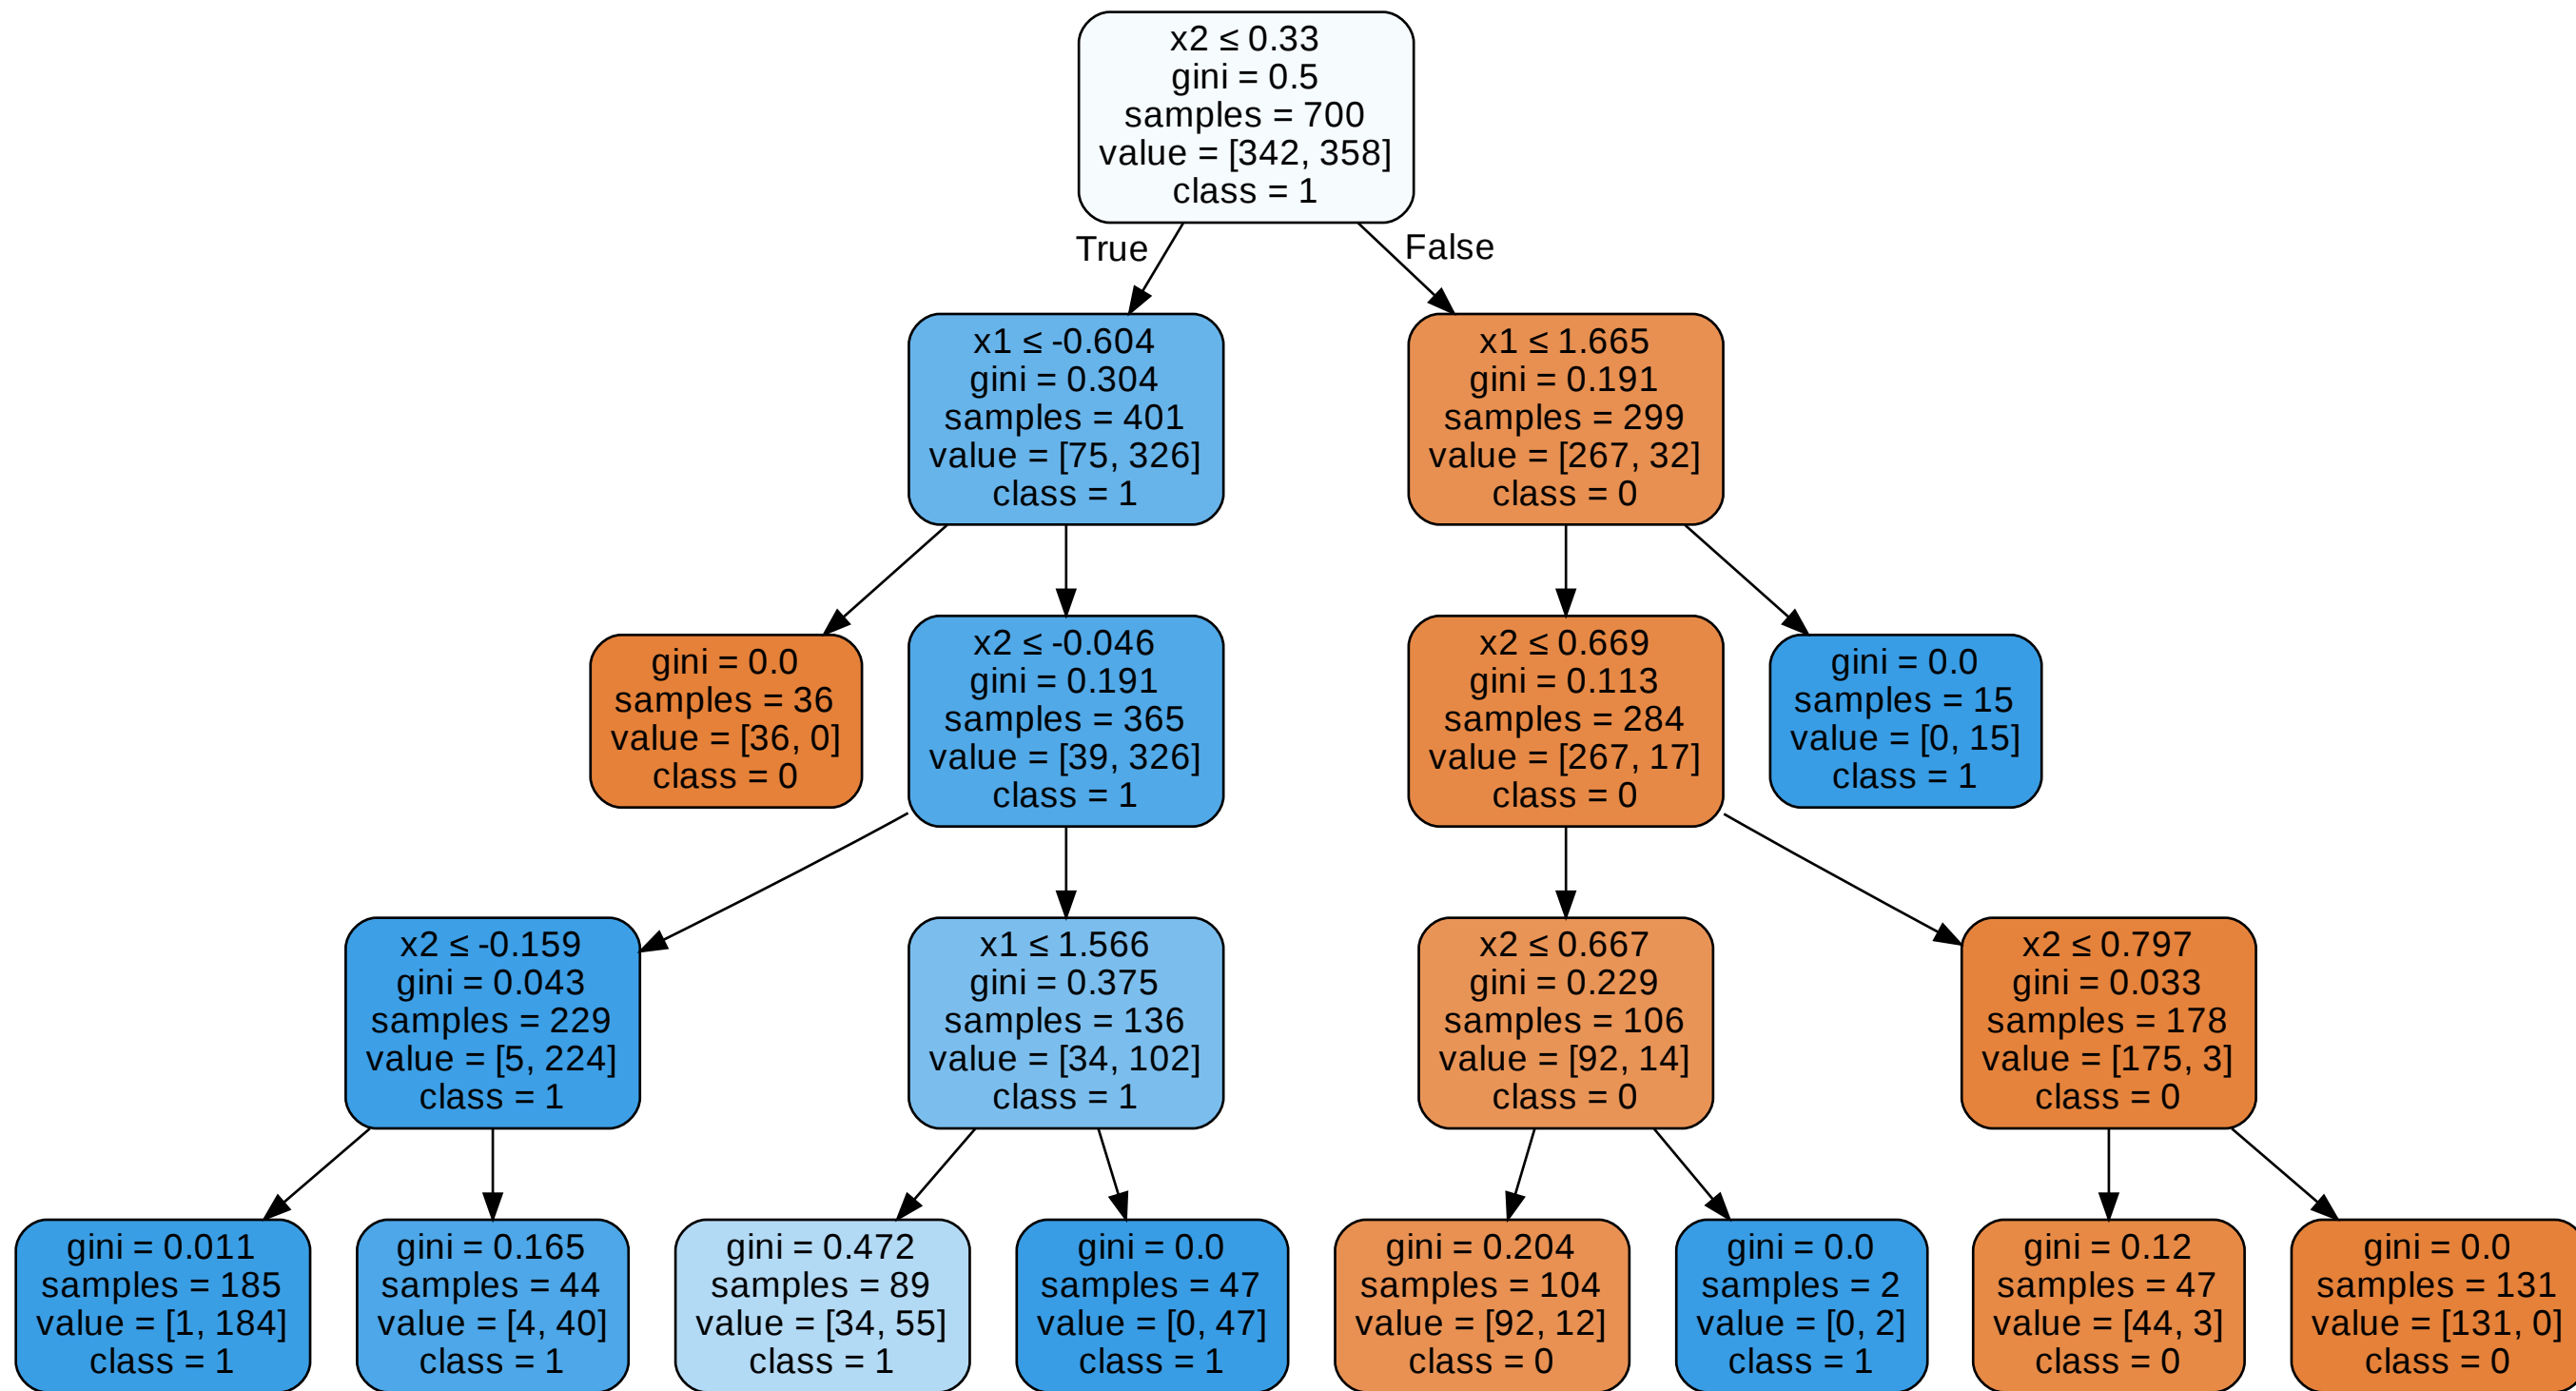 x2 ≤ 0.33
gini = 0.5
samples = 700
value = [342, 358]
class = 1
True
False
x1 ≤ -0.604
gini = 0.304
samples = 401
value = [75, 326]
class = 1
x1 ≤ 1.665
gini = 0.191
samples = 299
value = [267, 32]
class = 0
gini = 0.0
samples = 36
value = [36, 0]
class = 0
x2 ≤ -0.046
gini = 0.191
samples = 365
value = [39, 326]
class = 1
x2 ≤ 0.669
gini = 0.113
samples = 284
value = [267, 17]
class = 0
gini = 0.0
samples = 15
value = [0, 15]
class = 1
x2 ≤ -0.159
gini = 0.043
samples = 229
value = [5, 224]
class = 1
x1 ≤ 1.566
gini = 0.375
samples = 136
value = [34, 102]
class = 1
x2 ≤ 0.667
gini = 0.229
samples = 106
value = [92, 14]
class = 0
x2 ≤ 0.797
gini = 0.033
samples = 178
value = [175, 3]
class = 0
gini = 0.011
samples = 185
value = [1, 184]
class = 1
gini = 0.165
samples = 44
value = [4, 40]
class = 1
gini = 0.472
samples = 89
value = [34, 55]
class = 1
gini = 0.0
samples = 47
value = [0, 47]
class = 1
gini = 0.204
samples = 104
value = [92, 12]
class = 0
gini = 0.0
samples = 2
value = [0, 2]
class = 1
gini = 0.12
samples = 47
value = [44, 3]
class = 0
gini = 0.0
samples = 131
value = [131, 0]
class = 0